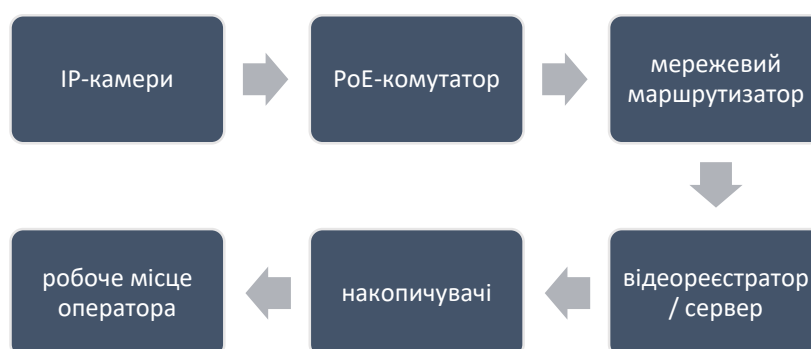 IP-камери
PoE-комутатор
мережевий
маршрутизатор
відеореєстратор
/ сервер
накопичувачі
робоче місце
оператора